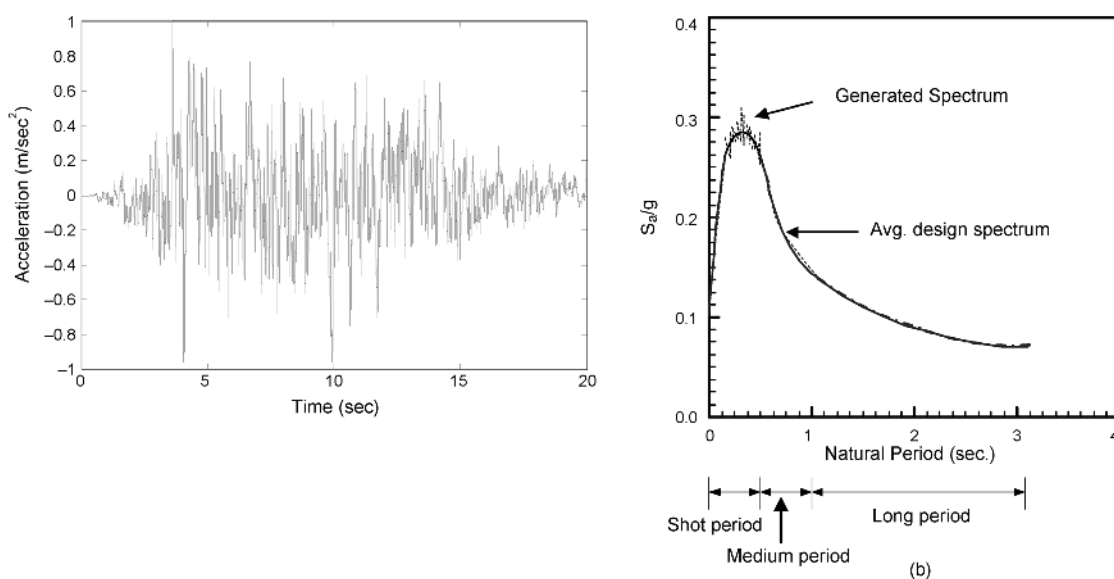 1
0.8
0.6
0.4
0.2
0
–0.2
–0.4
–0.6
–0.8
–1
Acceleration (m/sec²)
0 5 10 15 20
Time (sec)
0.4
0.3
0.2
0.1
0.0
Sₐ/g
Generated Spectrum
Avg. design spectrum
0 1 2 3 4
Natural Period (sec.)
Shot period
Medium period
Long period
(b)